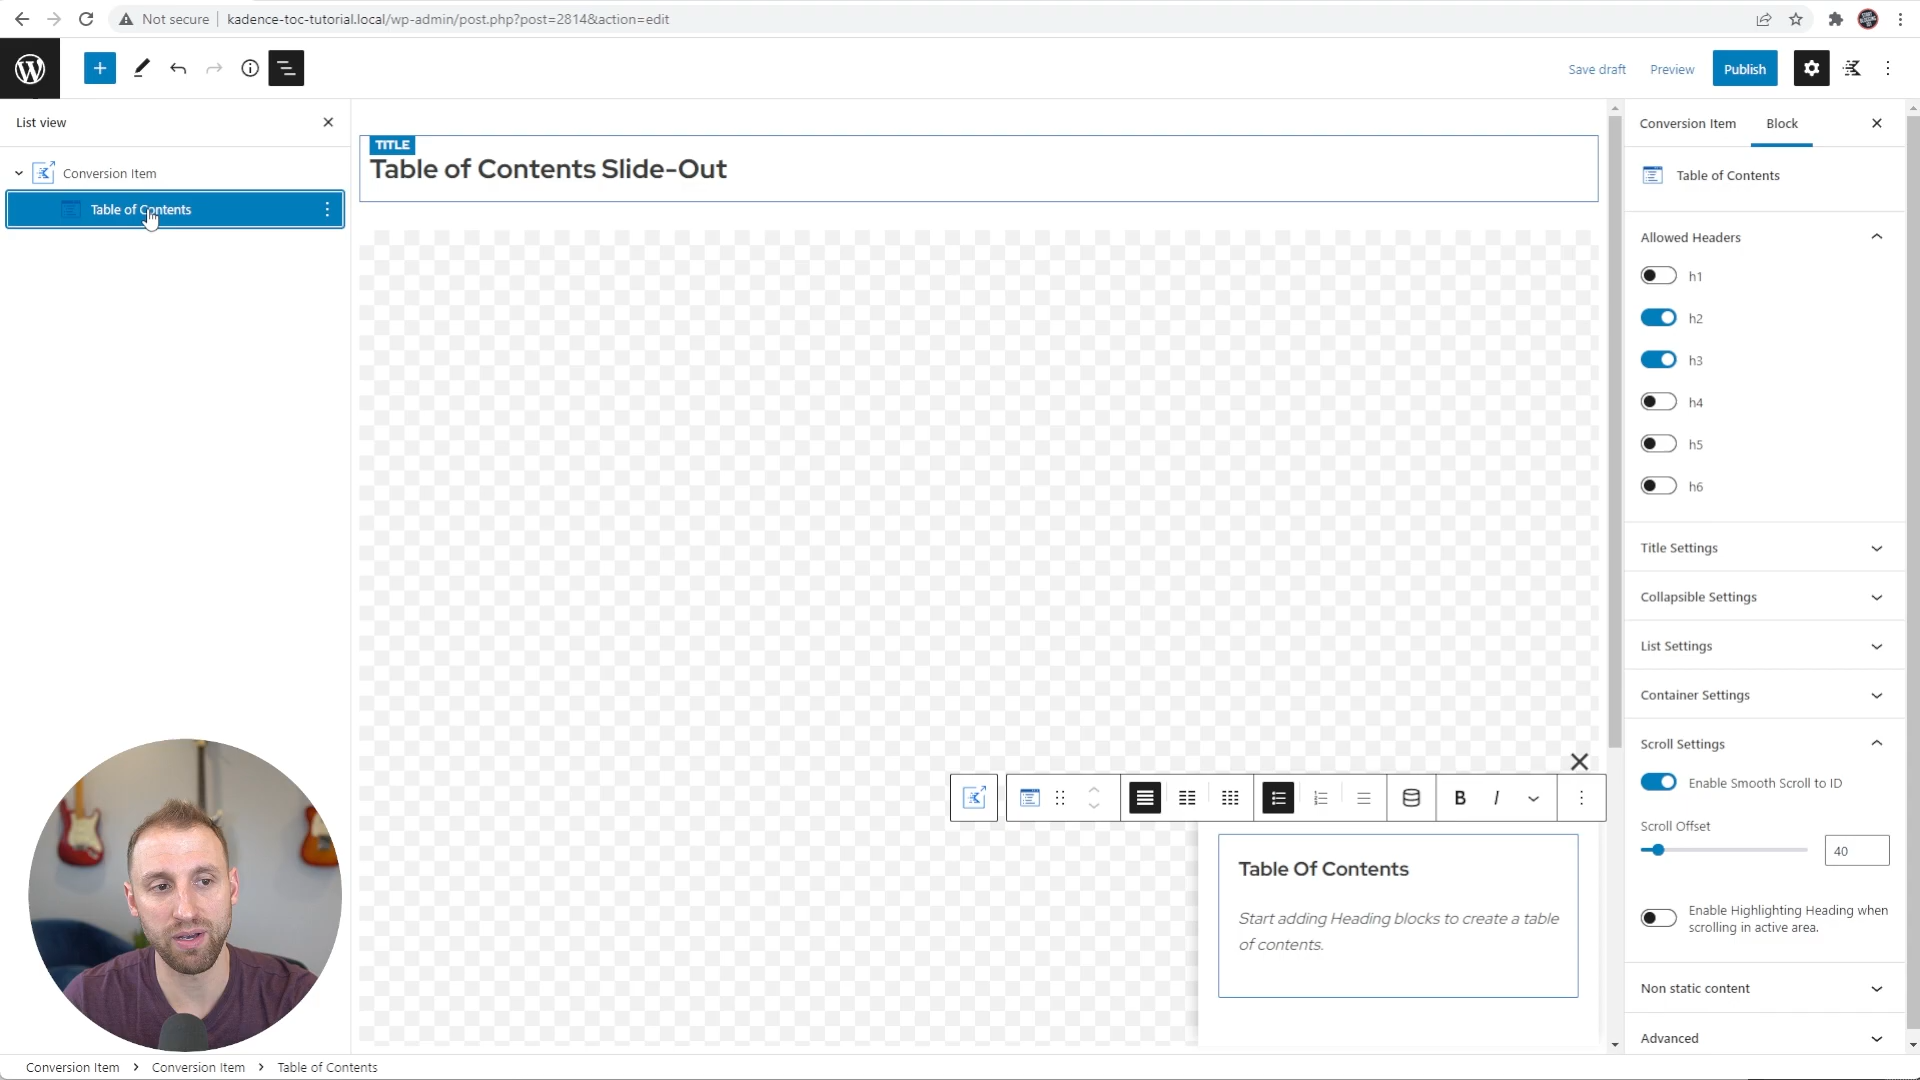 Not secure
kadence-toc-tutorial.local/wp-admin/post.php?post=2814&action=edit
Save draft
Preview
Publish
List view
Conversion Item
Table of Contents
TITLE
Table of Contents Slide-Out
Table Of Contents
Start adding Heading blocks to create a table
of contents.
B I
Conversion Item
Block
Table of Contents
Allowed Headers
h1
h2
h3
h4
h5
h6
Title Settings
Collapsible Settings
List Settings
Container Settings
Scroll Settings
Enable Smooth Scroll to ID
Scroll Offset
40
Enable Highlighting Heading when
scrolling in active area.
Non static content
Advanced
Conversion Item
Conversion Item
Table of Contents